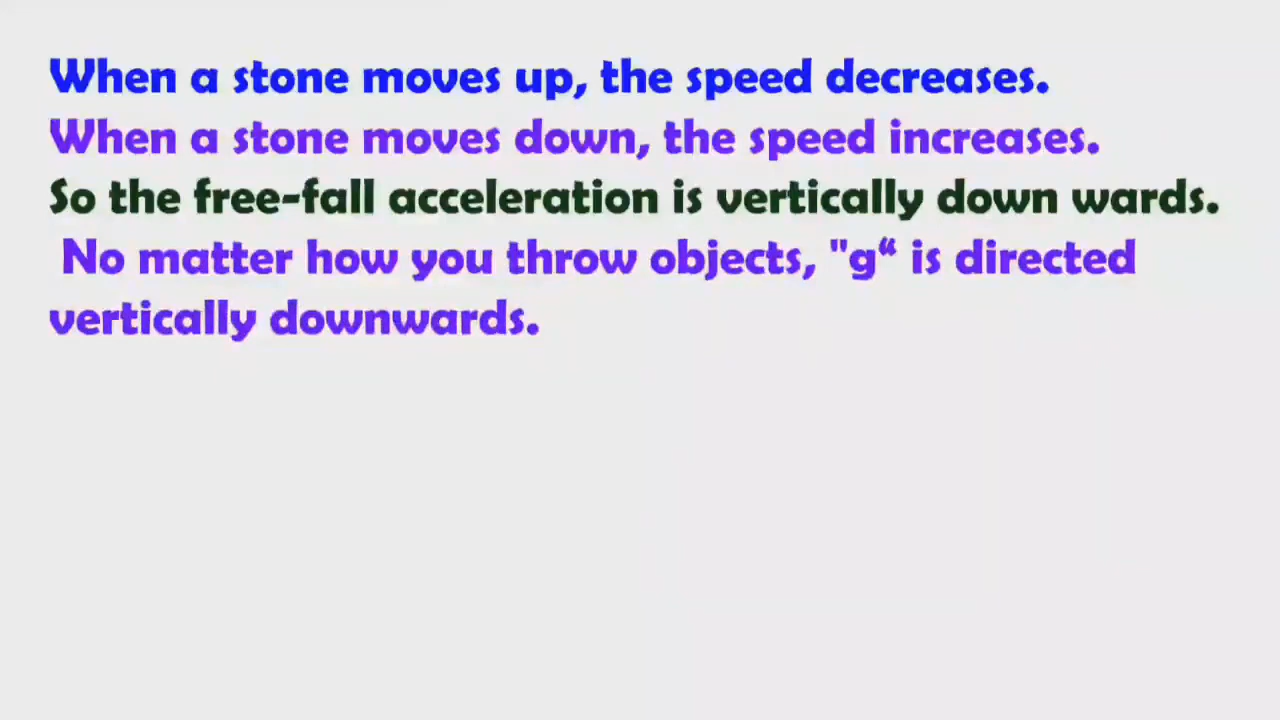 When a stone moves up, the speed decreases.
When a stone moves down, the speed increases.
So the free-fall acceleration is vertically down wards.
No matter how you throw objects, "g“ is directed
vertically downwards.